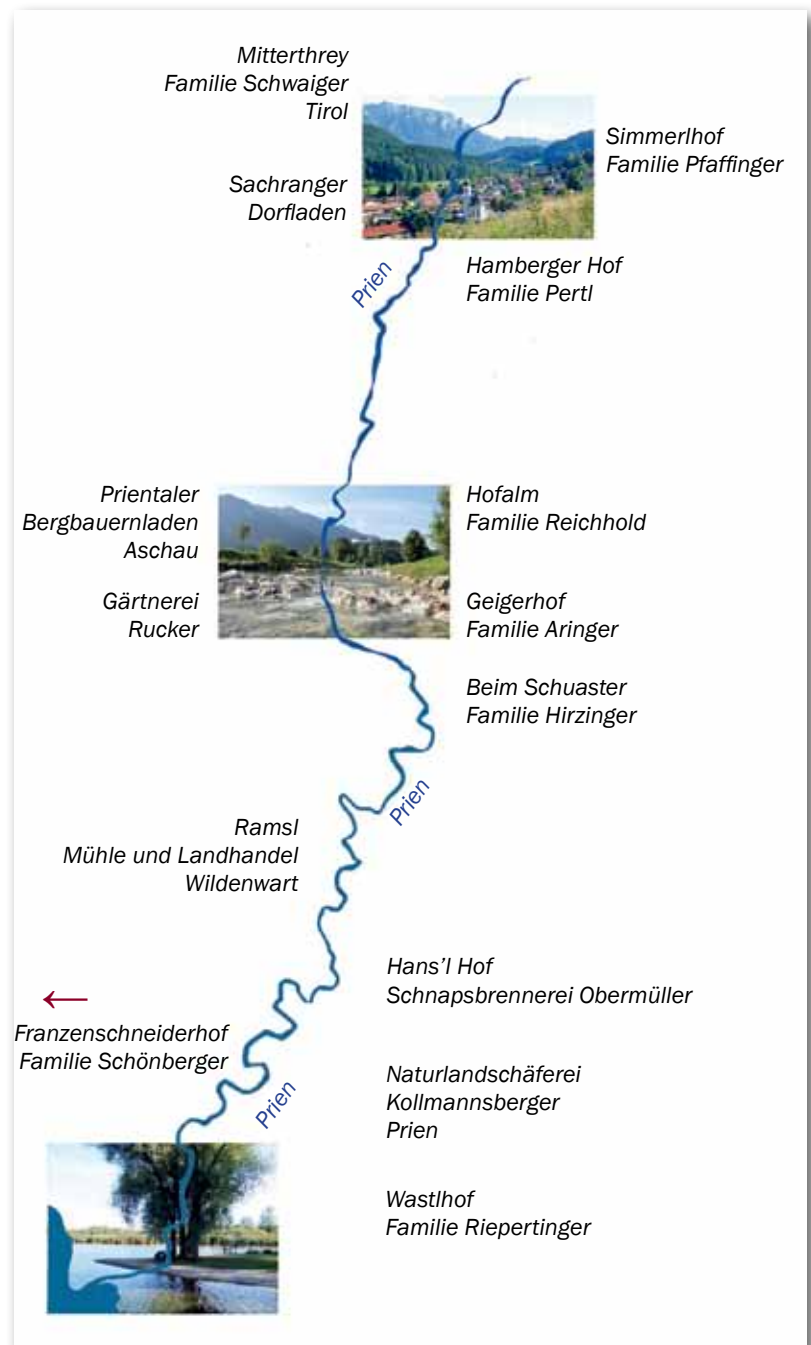 Mitterthrey
Familie Schwaiger
Tirol
Simmerlhof
Familie Pfaffinger
Sachranger
Dorfladen
Hamberger Hof
Familie Pertl
Prien
Prientaler
Bergbauernladen
Aschau
Hofalm
Familie Reichhold
Gärtnerei
Rucker
Geigerhof
Familie Aringer
Beim Schuaster
Familie Hirzinger
Prien
Ramsl
Mühle und Landhandel
Wildenwart
Hans'l Hof
Schnapsbrennerei Obermüller
←
Franzenschneiderhof
Familie Schönberger
Naturlandschäferei
Kollmannsberger
Prien
Prien
Wastlhof
Familie Riepertinger